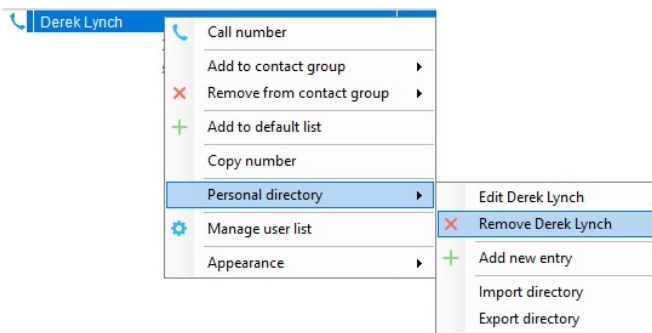 Derek Lynch
Call number
Add to contact group
Remove from contact group
Add to default list
Copy number
Personal directory
Edit Derek Lynch
Manage user list
Remove Derek Lynch
Appearance
Add new entry
Import directory
Export directory